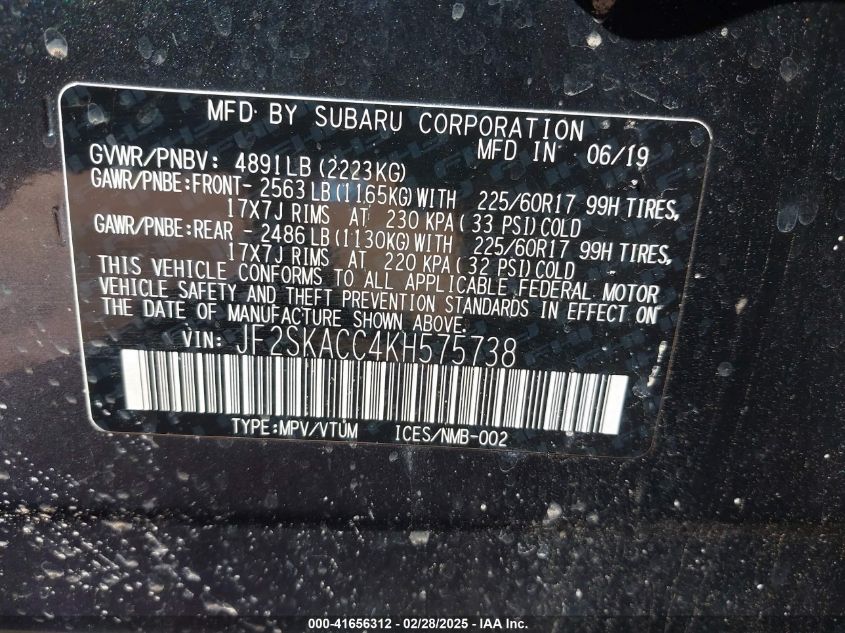 MFD BY SUBARU CORPORATION
GVWR/PNBV: 4891LB (2223KG) MFD IN 06/19
GAWR/PNBE:FRONT- 2563 LB (1165KG) WITH 225/60R17 99H TIRES,
17X7J RIMS AT 230 KPA ( 33 PSI) COLD
GAWR/PNBE:REAR - 2486 LB (1130KG) WITH 225/60R17 99H TIRES,
17X7J RIMS AT 220 KPA ( 32 PSI) COLD
THIS VEHICLE CONFORMS TO ALL APPLICABLE FEDERAL MOTOR
VEHICLE SAFETY AND THEFT PREVENTION STANDARDS IN EFFECT ON
THE DATE OF MANUFACTURE SHOWN ABOVE.
VIN: JF2SKACC4KH575738
TYPE:MPV/VTUM ICES/NMB-002
000-41656312 / 02/28/2025 - IAA Inc.